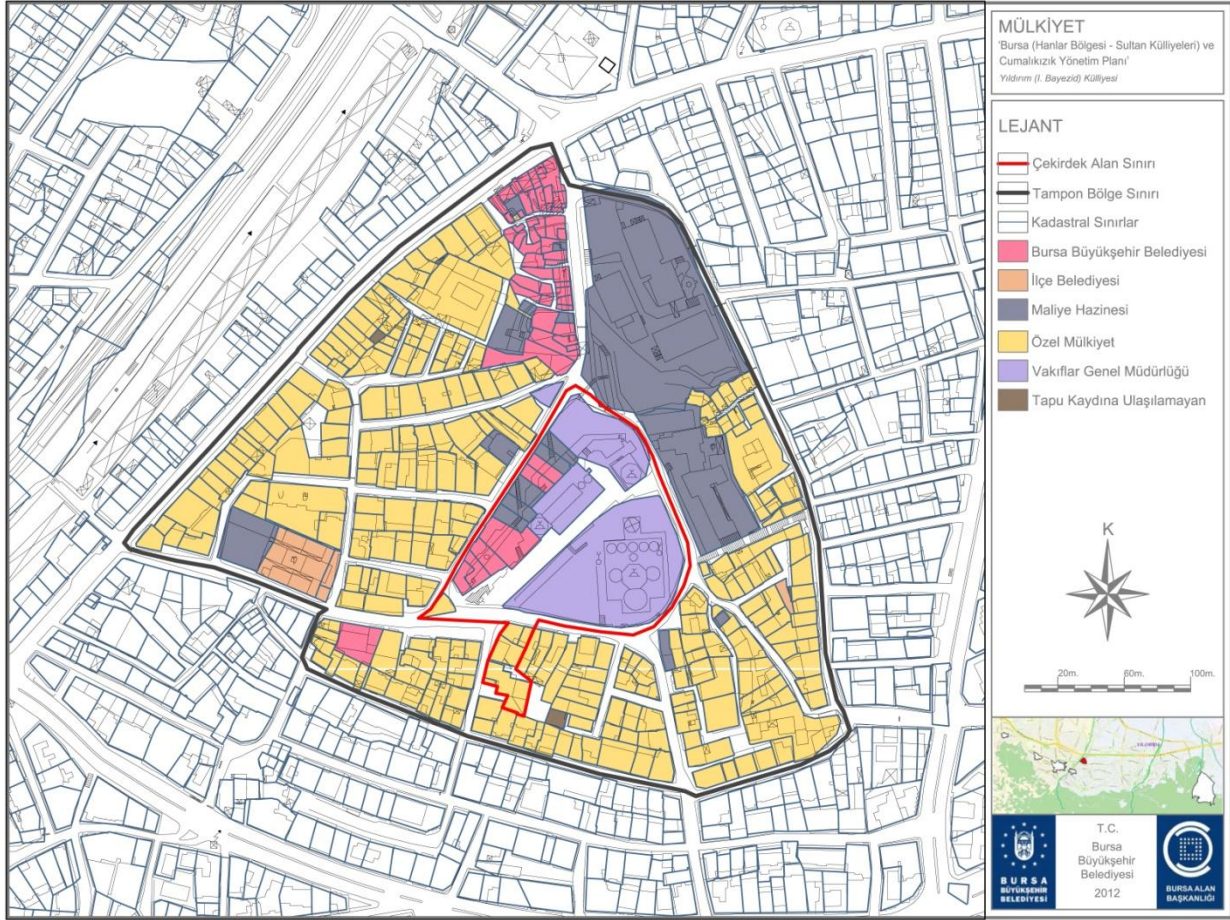 MÜLKİYET
'Bursa (Hanlar Bölgesi - Sultan Külliyeleri) ve
Cumalıkızık Yönetim Planı'
Yıldırım (I. Bayezid) Külliyesi
LEJANT
Çekirdek Alan Sınırı
Tampon Bölge Sınırı
Kadastral Sınırlar
Bursa Büyükşehir Belediyesi
İlçe Belediyesi
Maliye Hazinesi
Özel Mülkiyet
Vakıflar Genel Müdürlüğü
Tapu Kaydına Ulaşılamayan
K
20m. 60m. 100m.
YILDIRIM
BURSA
BÜYÜKŞEHİR
BELEDİYESİ
T.C.
Bursa
Büyükşehir
Belediyesi
2012
BURSA ALAN
BAŞKANLIĞI